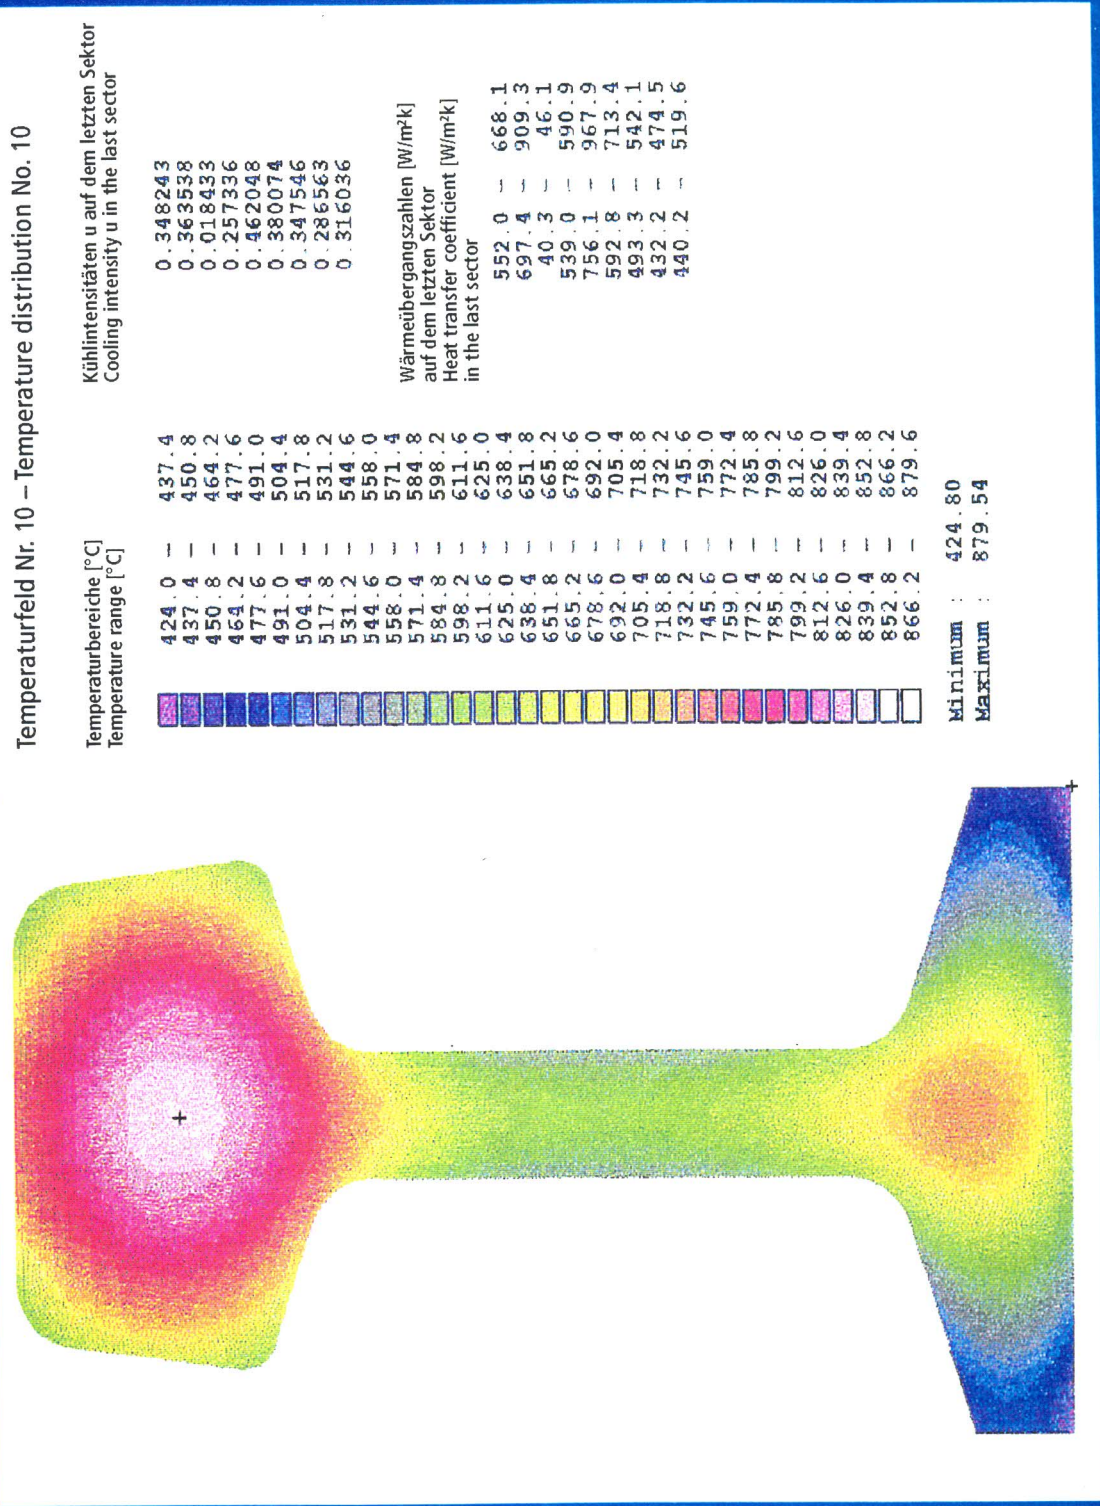 Temperaturfeld Nr. 10 – Temperature distribution No. 10
Temperaturbereiche [°C]
Temperature range [°C]
424.0 – 437.4
437.4 – 450.8
450.8 – 464.2
464.2 – 477.6
477.6 – 491.0
491.0 – 504.4
504.4 – 517.8
517.8 – 531.2
531.2 – 544.6
544.6 – 558.0
558.0 – 571.4
571.4 – 584.8
584.8 – 598.2
598.2 – 611.6
611.6 – 625.0
625.0 – 638.4
638.4 – 651.8
651.8 – 665.2
665.2 – 678.6
678.6 – 692.0
692.0 – 705.4
705.4 – 718.8
718.8 – 732.2
732.2 – 745.6
745.6 – 759.0
759.0 – 772.4
772.4 – 785.8
785.8 – 799.2
799.2 – 812.6
812.6 – 826.0
826.0 – 839.4
839.4 – 852.8
852.8 – 866.2
866.2 – 879.6
Minimum : 424.80
Maximum : 879.54
Kühlintensitäten u auf dem letzten Sektor
Cooling intensity u in the last sector
0.348243
0.363538
0.018433
0.257336
0.462048
0.380074
0.347546
0.286563
0.316036
Wärmeübergangszahlen [W/m²k]
auf dem letzten Sektor
Heat transfer coefficient [W/m²k]
in the last sector
552.0 – 668.1
697.4 – 909.3
40.3 – 46.1
539.0 – 590.9
756.1 – 967.9
592.8 – 713.4
493.3 – 542.1
432.2 – 474.5
440.2 – 519.6